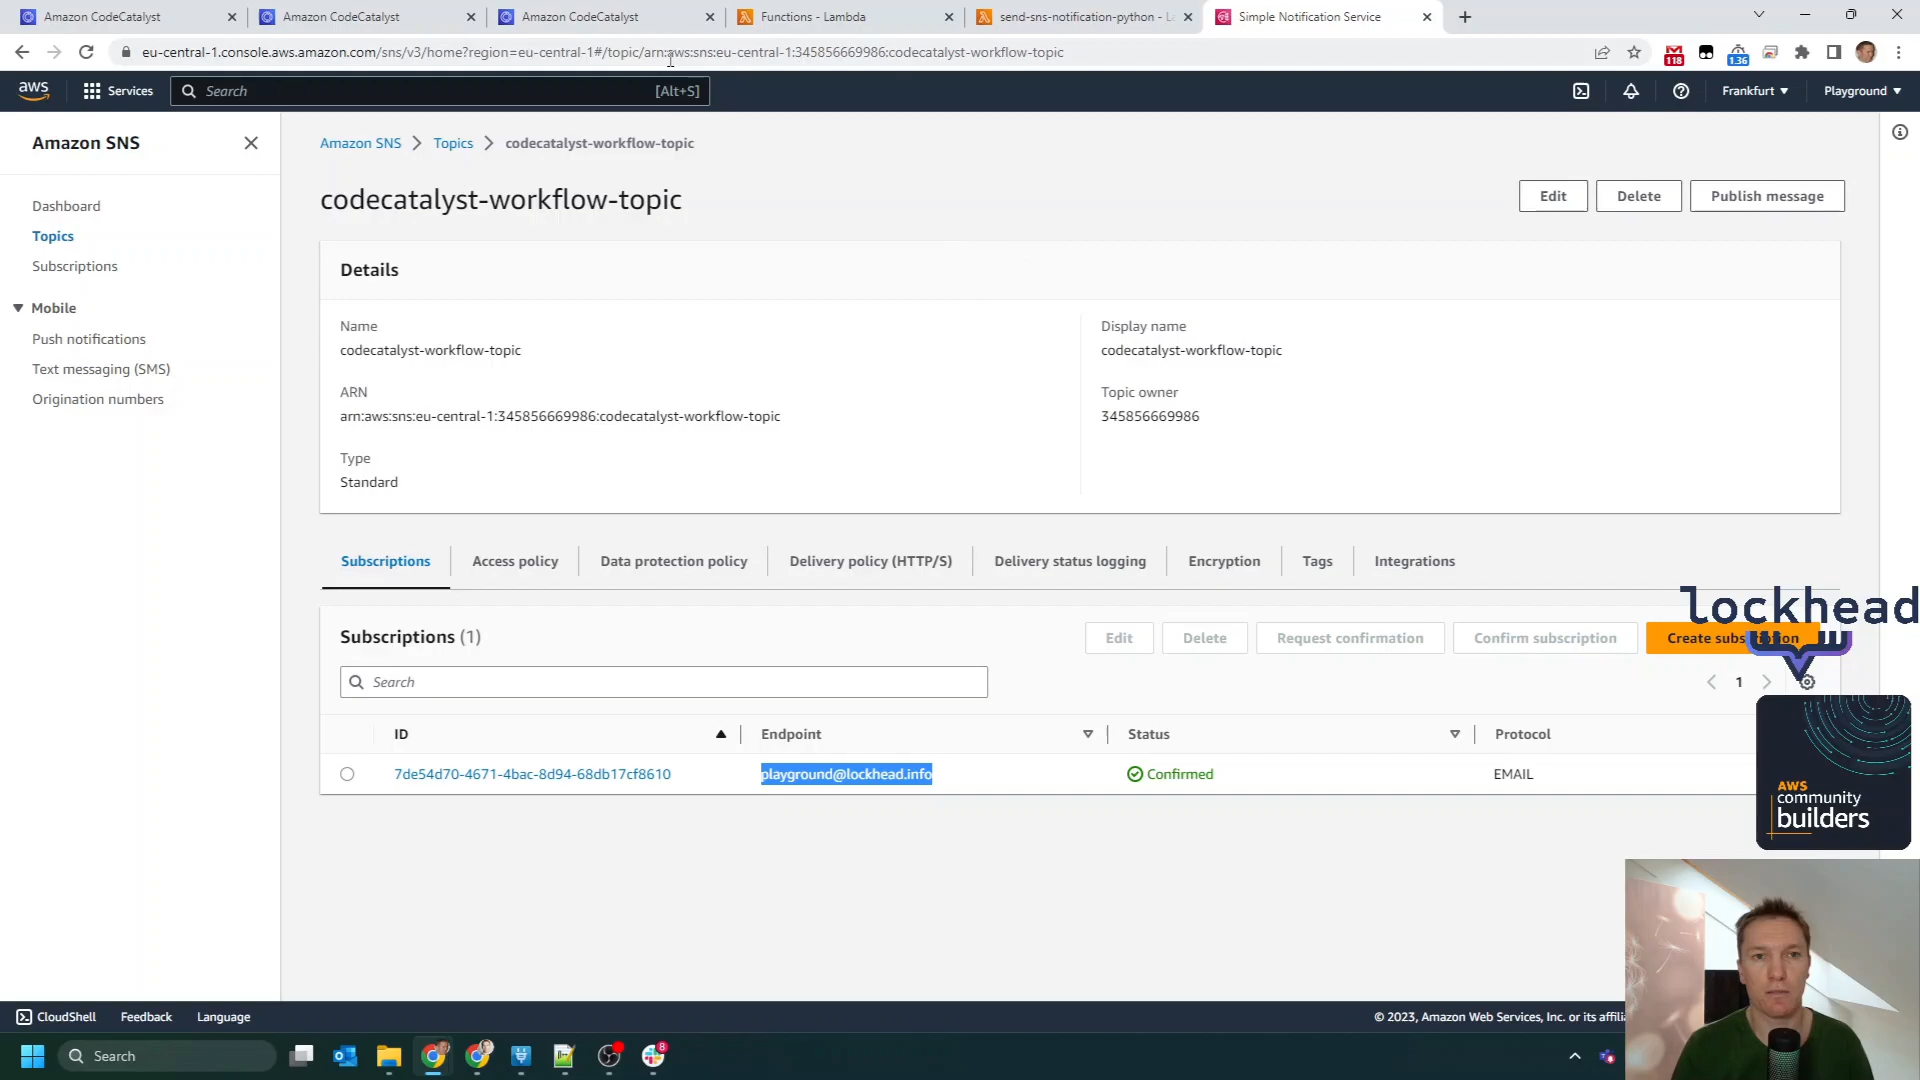 Amazon CodeCatalyst
Amazon CodeCatalyst
Amazon CodeCatalyst
Functions - Lambda
send-sns-notification-python - L
Simple Notification Service
eu-central-1.console.aws.amazon.com/sns/v3/home?region=eu-central-1#/topic/arn:aws:sns:eu-central-1:345856669986:codecatalyst-workflow-topic
118
1.36
aws
Services
Search
[Alt+S]
Frankfurt
Playground
Amazon SNS
Dashboard
Topics
Subscriptions
Mobile
Push notifications
Text messaging (SMS)
Origination numbers
Amazon SNS
Topics
codecatalyst-workflow-topic
codecatalyst-workflow-topic
Edit
Delete
Publish message
Details
Name
codecatalyst-workflow-topic
Display name
codecatalyst-workflow-topic
ARN
arn:aws:sns:eu-central-1:345856669986:codecatalyst-workflow-topic
Topic owner
345856669986
Type
Standard
Subscriptions
Access policy
Data protection policy
Delivery policy (HTTP/S)
Delivery status logging
Encryption
Tags
Integrations
lockhead
Subscriptions (1)
Edit
Delete
Request confirmation
Confirm subscription
Create subscription
Search
1
ID
Endpoint
Status
Protocol
7de54d70-4671-4bac-8d94-68db17cf8610
playground@lockhead.info
Confirmed
EMAIL
AWS
community
builders
CloudShell
Feedback
Language
© 2023, Amazon Web Services, Inc. or its affili
Search
8